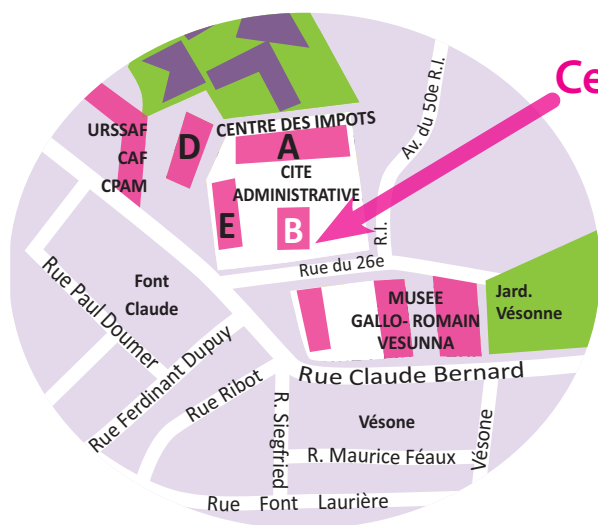 Ce
URSSAF
CAF
CPAM
D
CENTRE DES IMPOTS
A
CITE
ADMINISTRATIVE
E
B
Av. du 50e R.I.
R.I.
Rue du 26e
Font
Claude
Rue Paul Doumer
Rue Ferdinant Dupuy
Rue Ribot
MUSEE
GALLO- ROMAIN
VESUNNA
Jard.
Vésonne
Rue Claude Bernard
R. Siegfried
Vésone
R. Maurice Féaux
Vésone
Rue Font Laurière